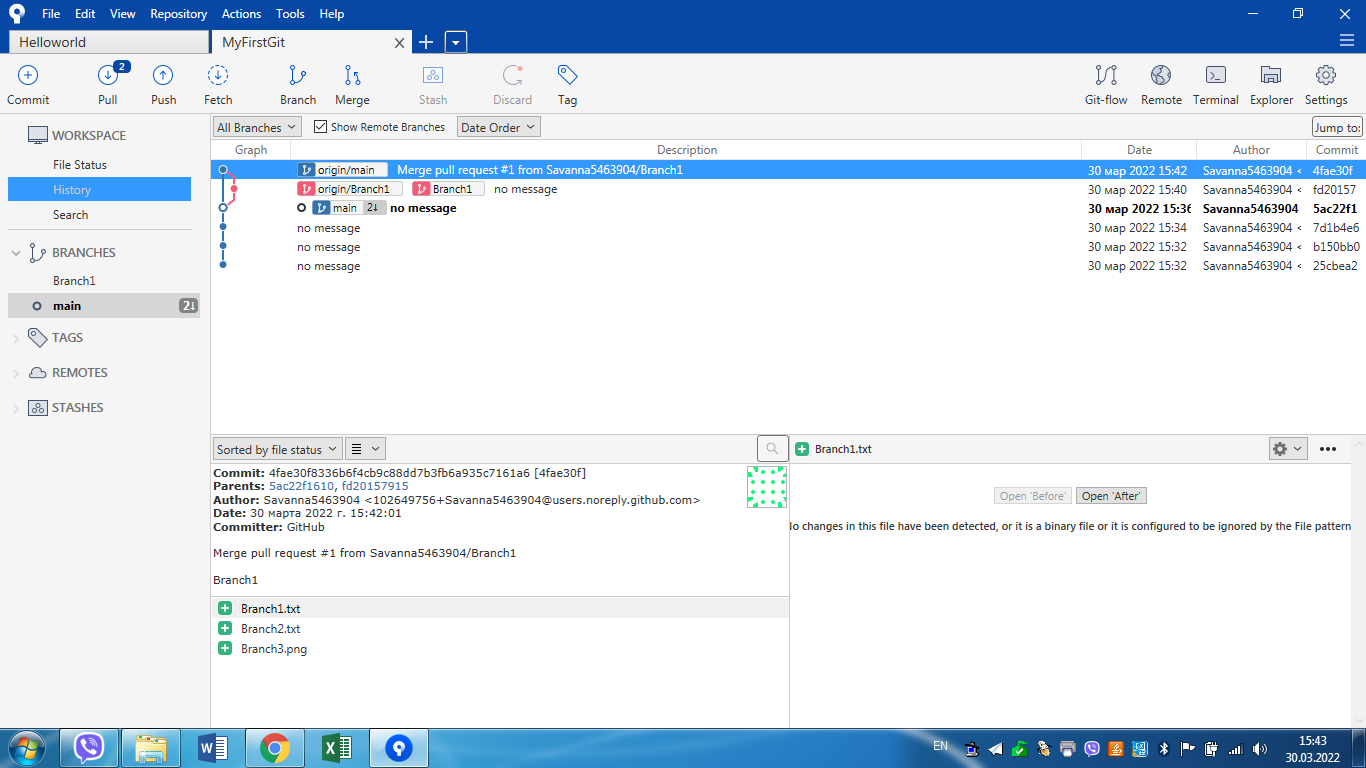 File Edit View Repository Actions Tools Help
Helloworld MyFirstGit
2
Commit Pull Push Fetch Branch Merge Stash Discard Tag Git-flow Remote Terminal Explorer Settings
WORKSPACE
File Status
History
Search
BRANCHES
Branch1
main 2↓
TAGS
REMOTES
STASHES
All Branches Show Remote Branches Date Order Jump to:
Graph Description Date Author Commit
origin/main Merge pull request #1 from Savanna5463904/Branch1 30 мар 2022 15:42 Savanna5463904 < 4fae30f
origin/Branch1 Branch1 no message 30 мар 2022 15:40 Savanna5463904 < fd20157
main 2↓ no message 30 мар 2022 15:36 Savanna5463904 5ac22f1
no message 30 мар 2022 15:34 Savanna5463904 < 7d1b4e6
no message 30 мар 2022 15:32 Savanna5463904 < b150bb0
no message 30 мар 2022 15:32 Savanna5463904 < 25cbea2
Sorted by file status
Commit: 4fae30f8336b6f4cb9c88dd7b3fb6a935c7161a6 [4fae30f]
Parents: 5ac22f1610, fd20157915
Author: Savanna5463904 <102649756+Savanna5463904@users.noreply.github.com>
Date: 30 марта 2022 г. 15:42:01
Committer: GitHub
Merge pull request #1 from Savanna5463904/Branch1
Branch1
Branch1.txt
Branch2.txt
Branch3.png
Branch1.txt
Open 'Before' Open 'After'
lo changes in this file have been detected, or it is a binary file or it is configured to be ignored by the File pattern
EN 15:43
30.03.2022